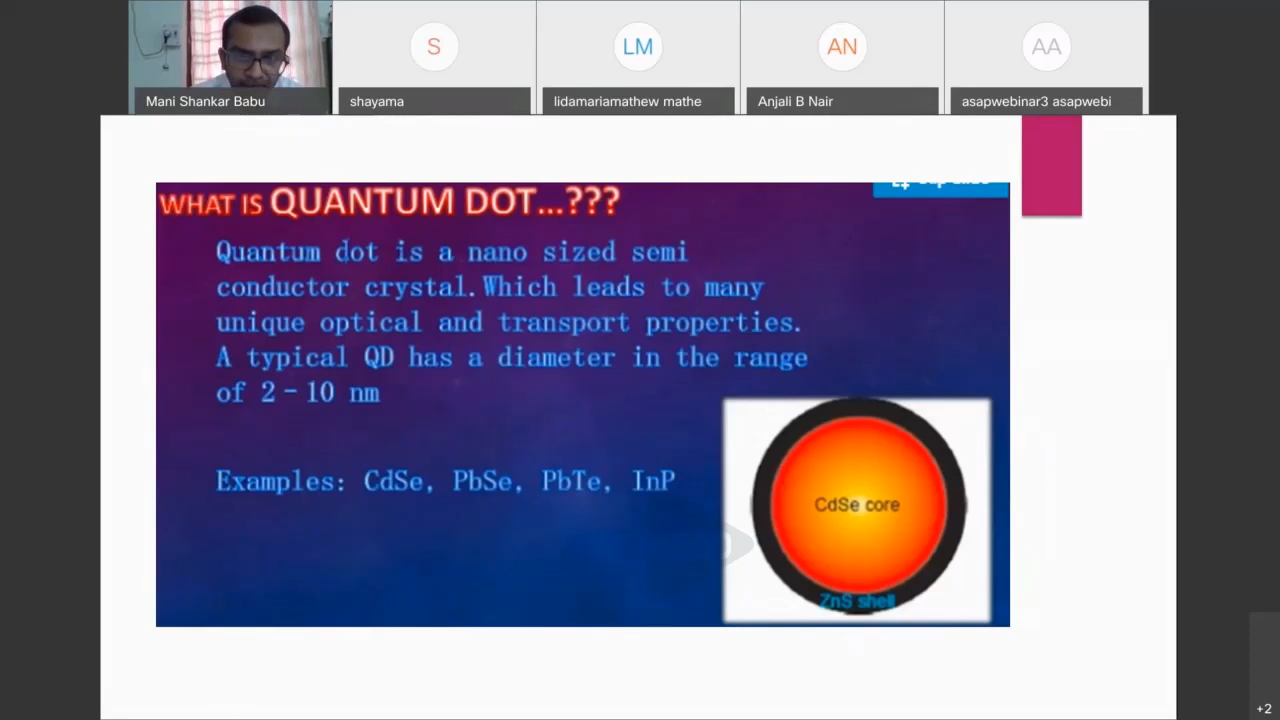 S
LM
AN
AA
Mani Shankar Babu
shayama
lidamariamathew mathe
Anjali B Nair
asapwebinar3 asapwebi
WHAT IS QUANTUM DOT...???
Quantum dot is a nano sized semi
conductor crystal.Which leads to many
unique optical and transport properties.
A typical QD has a diameter in the range
of 2-10 nm
Examples: CdSe, PbSe, PbTe, InP
CdSe core
ZnS shell
+2